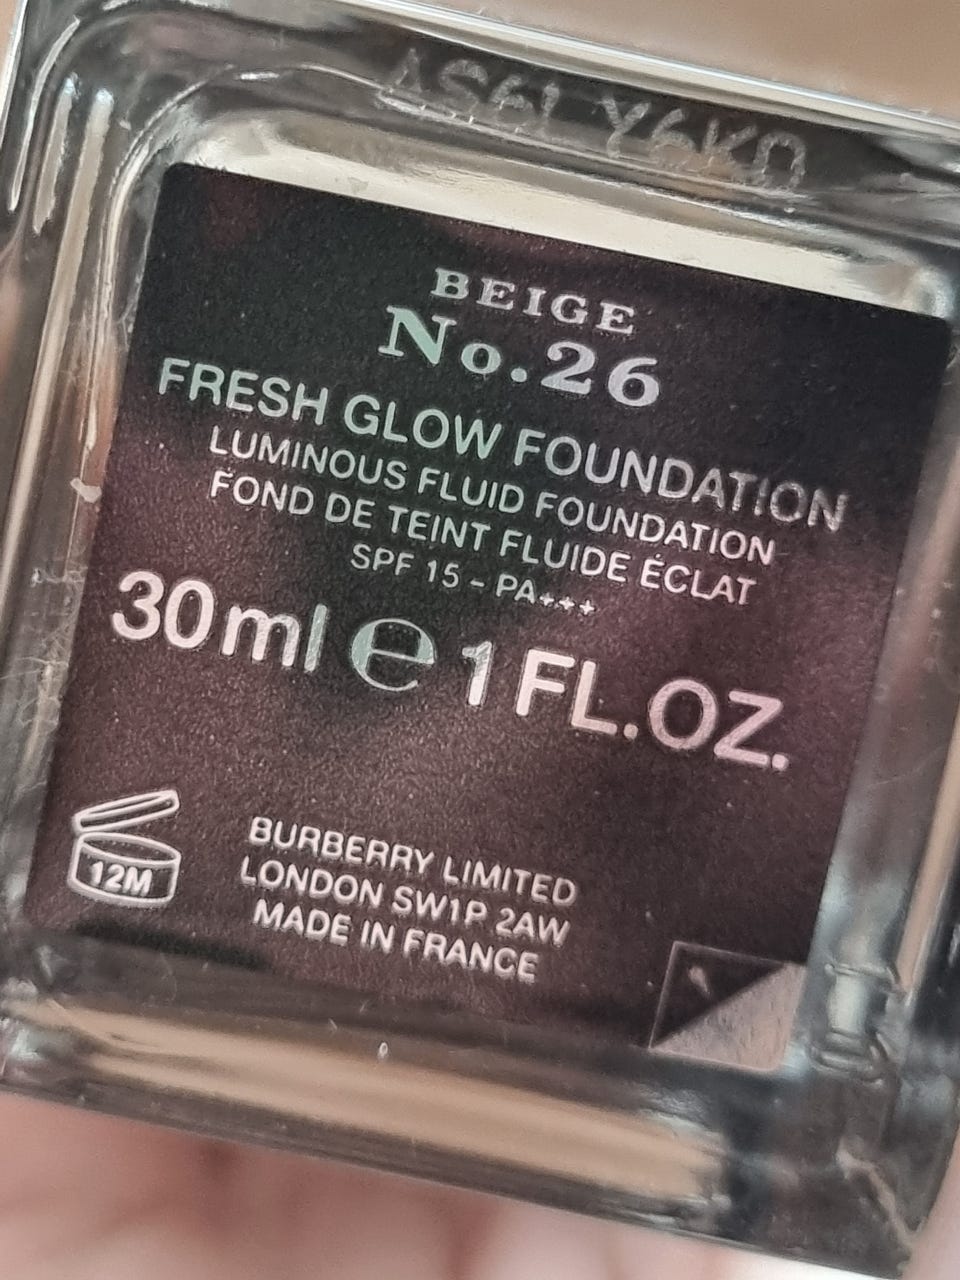 BEIGE
No.26
FRESH GLOW FOUNDATION
LUMINOUS FLUID FOUNDATION
FOND DE TEINT FLUIDE ÉCLAT
SPF 15 - PA+++
30ml e 1 FL.OZ.
12M
BURBERRY LIMITED
LONDON SW1P 2AW
MADE IN FRANCE